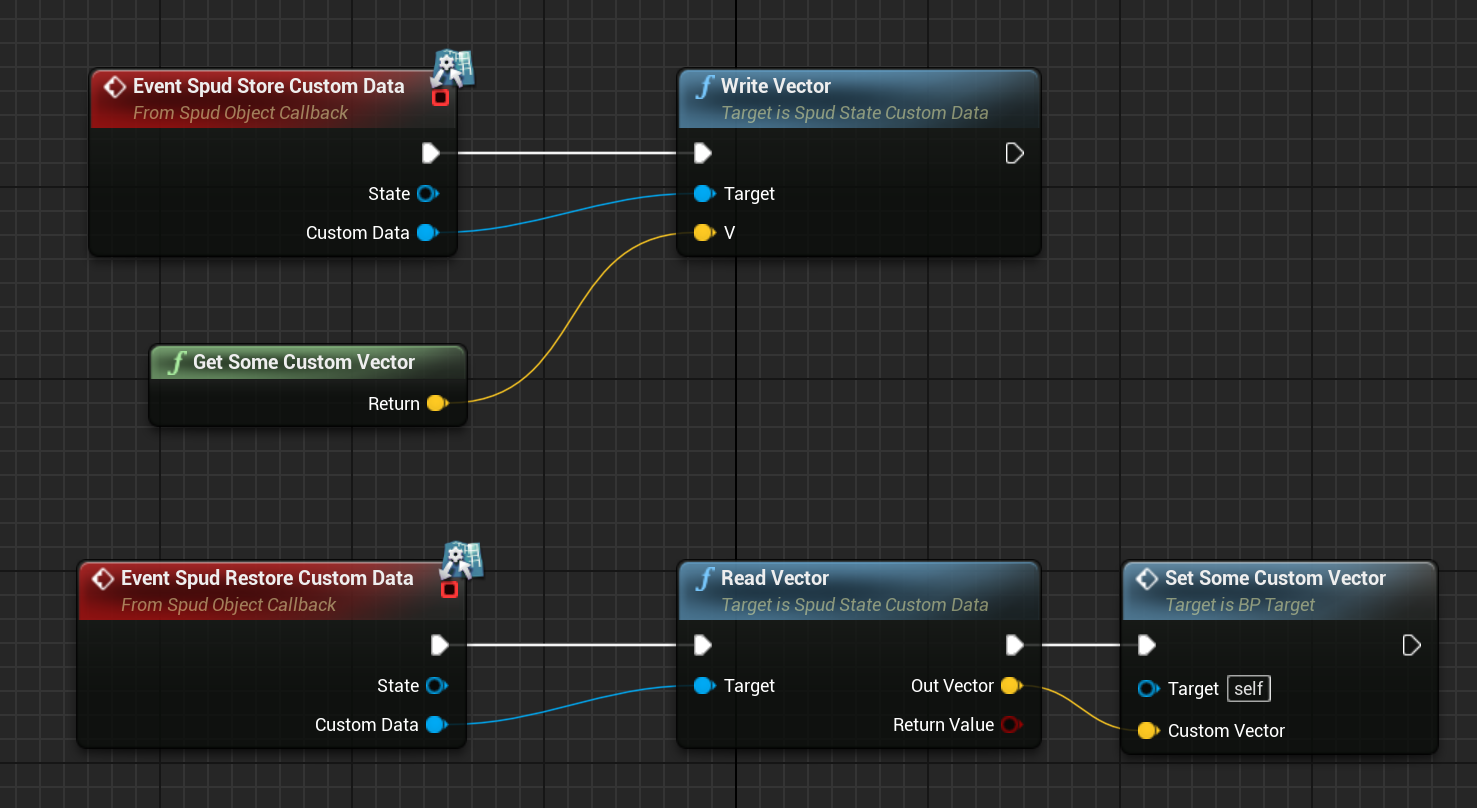 Event Spud Store Custom Data
From Spud Object Callback
State
Custom Data
f Write Vector
Target is Spud State Custom Data
Target
V
f Get Some Custom Vector
Return
Event Spud Restore Custom Data
From Spud Object Callback
State
Custom Data
f Read Vector
Target is Spud State Custom Data
Target
Out Vector
Return Value
Set Some Custom Vector
Target is BP Target
Target self
Custom Vector